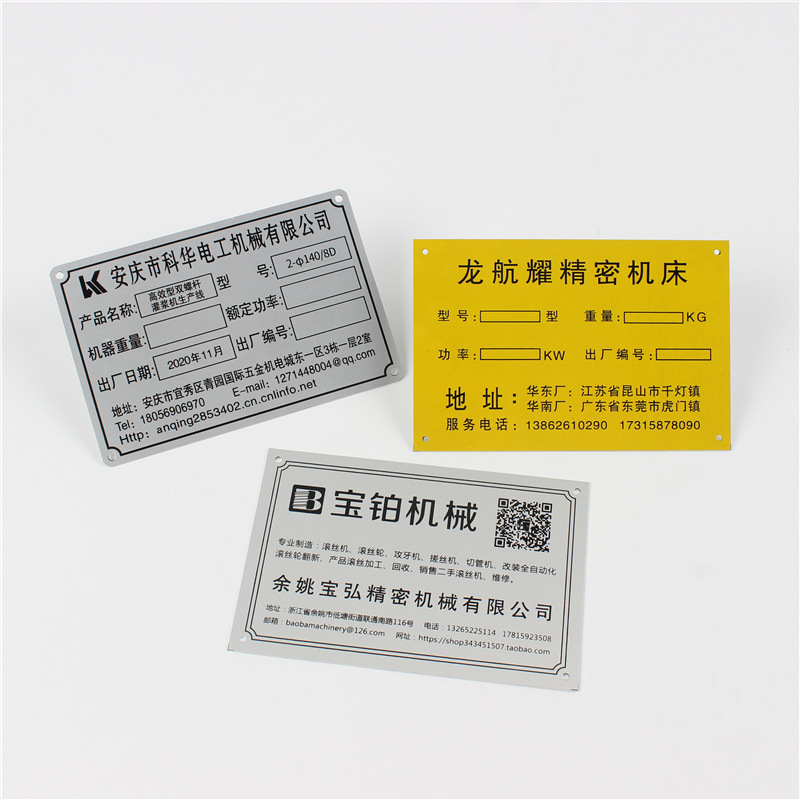 安庆市科华电工机械有限公司
产品名称: 高效型双螺杆灌浆机生产线 型 号: 2-φ140/8D
机器重量: 额定功率:
出厂日期: 2020年11月 出厂编号:
地址: 安庆市宜秀区青园国际五金机电城东一区3栋一层2室
Tel: 18056906970 E-mail: 1271448004@qq.com
Http: anqing2853402.cn.cnlinfo.net
龙航耀精密机床
型号: 型 重量: KG
功率: KW 出厂编号:
地址: 华东厂: 江苏省昆山市千灯镇
华南厂: 广东省东莞市虎门镇
服务电话: 13862610290 17315878090
宝铂机械
专业制造：滚丝机、滚丝轮、攻牙机、搓丝机、切管机、改装全自动化
滚丝轮翻新、产品滚丝加工、回收、销售二手滚丝机、维修。
余姚宝弘精密机械有限公司
地址：浙江省余姚市低塘街道联通南路116号 电话：13265225114 17815923508
邮箱：baobamachinery@126.com 网址：https://shop343451507.taobao.com